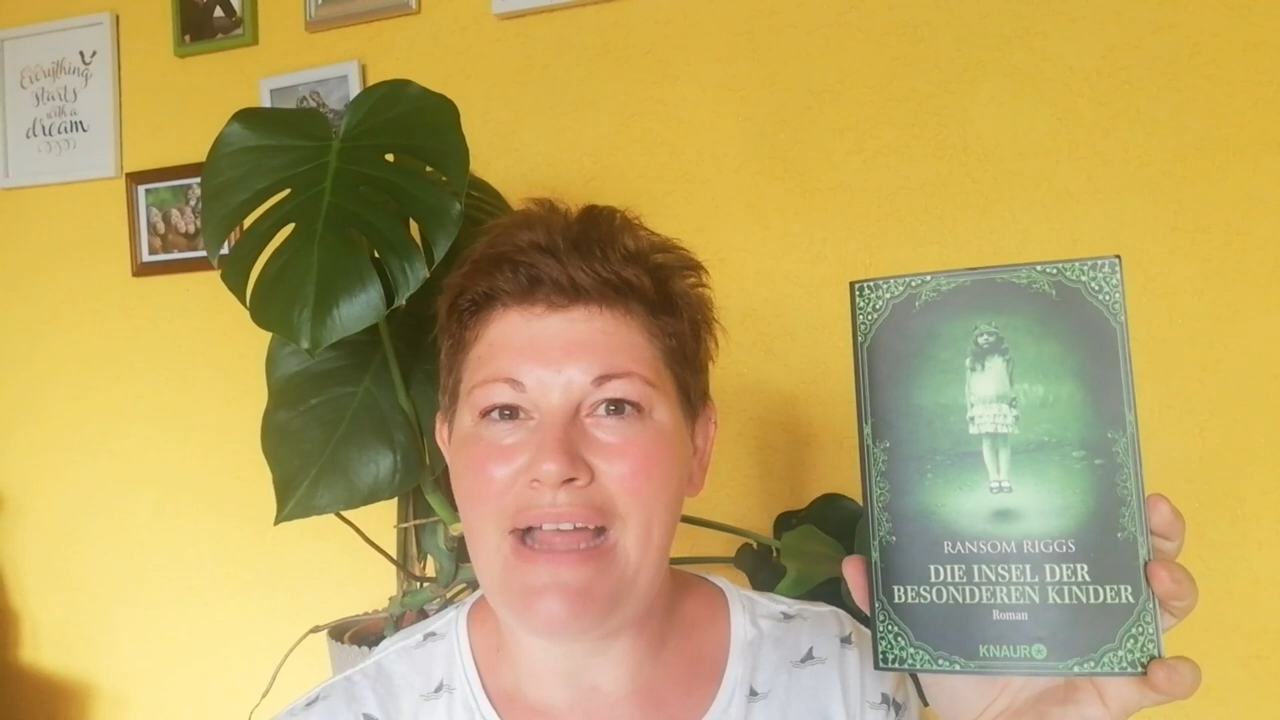 Everything
starts
with a
dream
RANSOM RIGGS
DIE INSEL DER
BESONDEREN KINDER
Roman
KNAUR